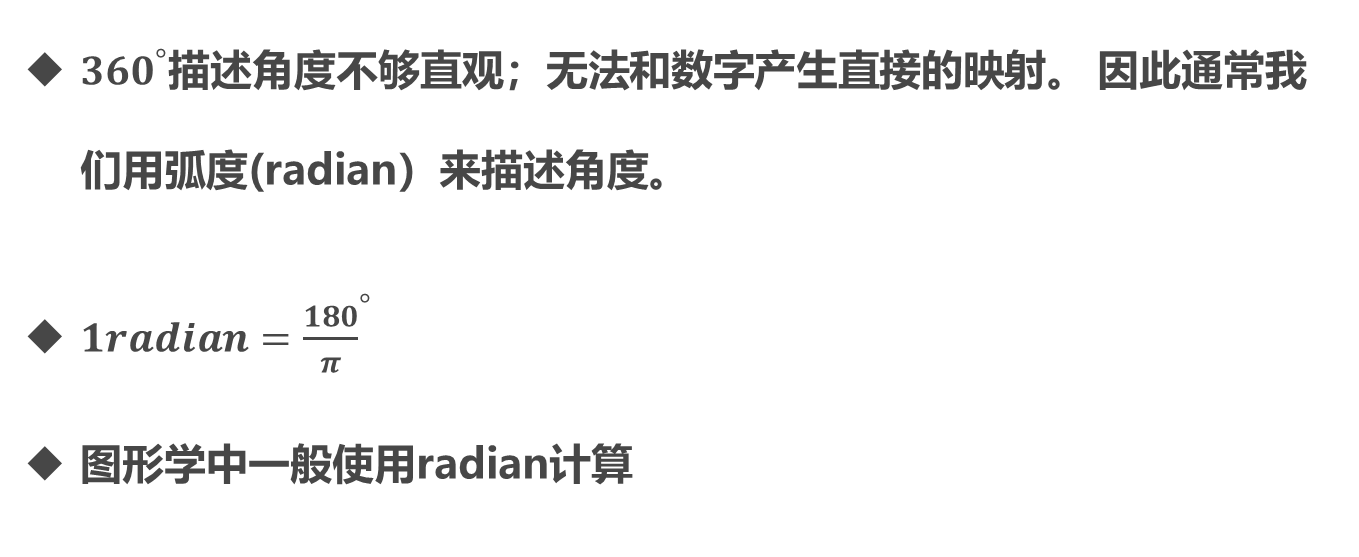 ◆ 360°描述角度不够直观；无法和数字产生直接的映射。 因此通常我
们用弧度(radian）来描述角度。
◆ 1radian = 180°/π
◆ 图形学中一般使用radian计算